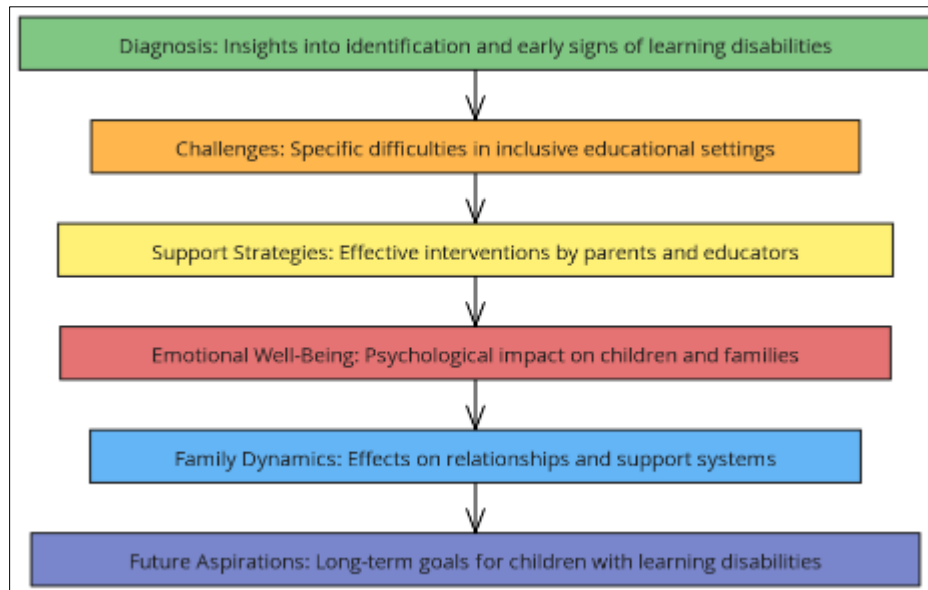 Diagnosis: Insights into identification and early signs of learning disabilities
Challenges: Specific difficulties in inclusive educational settings
Support Strategies: Effective interventions by parents and educators
Emotional Well-Being: Psychological impact on children and families
Family Dynamics: Effects on relationships and support systems
Future Aspirations: Long-term goals for children with learning disabilities